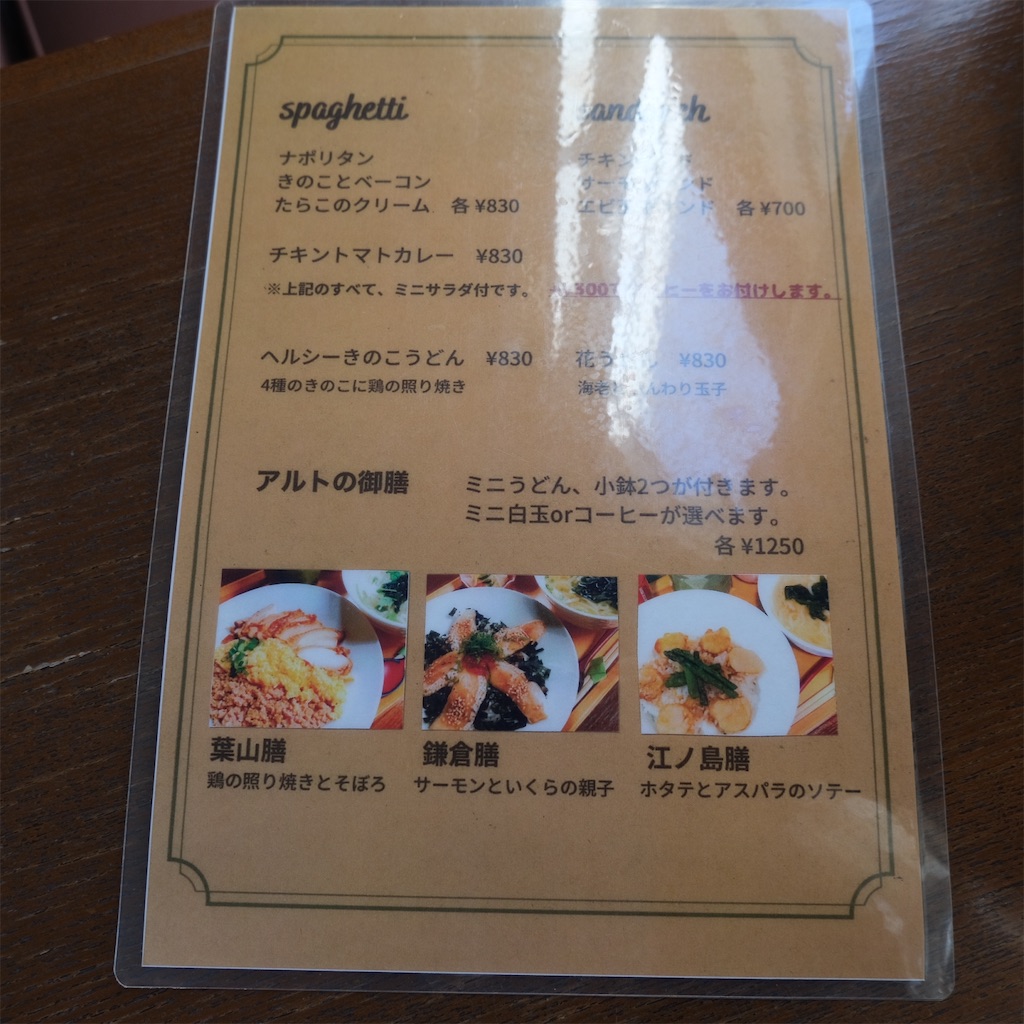 spaghetti
ナポリタン
きのことベーコン
たらこのクリーム 各¥830
チキントマトカレー ¥830
※上記のすべて、ミニサラダ付です。
チキン
エビ 各¥700
をお付けします。
ヘルシーきのこうどん ¥830
4種のきのこに鶏の照り焼き
¥830
海老 玉子
アルトの御膳
ミニうどん、小鉢2つが付きます。
ミニ白玉orコーヒーが選べます。
各¥1250
葉山膳
鶏の照り焼きとそぼろ
鎌倉膳
サーモンといくらの親子
江ノ島膳
ホタテとアスパラのソテー